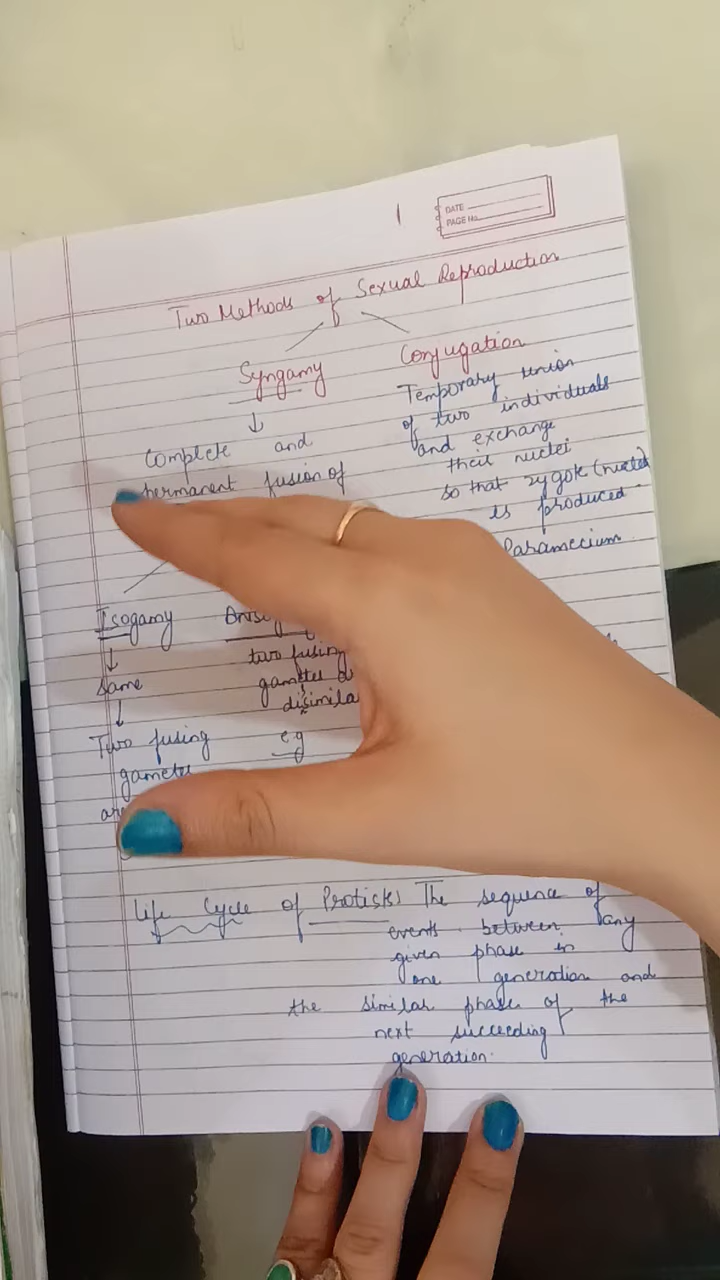 1
DATE
PAGE No.
Two Methods of Sexual Reproduction
Syngamy
Complete and
permanent fusion of
Conjugation
Temporary union
of two individuals
and exchange
their nuclei
so that zygote
is produced
Paramecium
Isogamy
Same
Two fusing
gametes
two fusing
gametes
disimila
eg
Life Cycle of Protists The sequence of
events between any
given phase in
one generation and
the similar phase of the
next succeeding
generation.